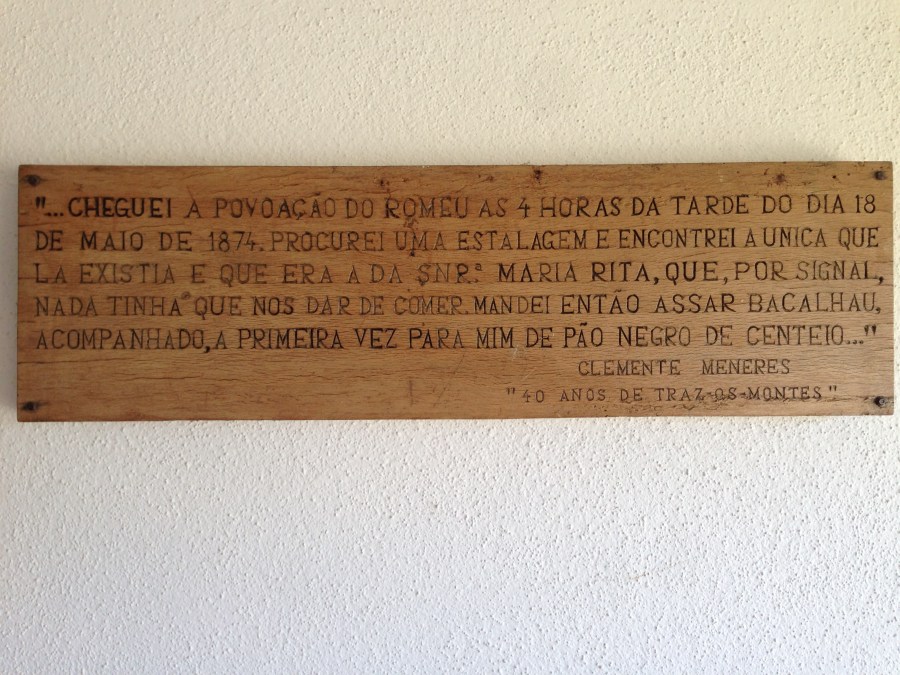 "...CHEGUEI A POVOAÇÃO DO ROMEU AS 4 HORAS DA TARDE DO DIA 18
DE MAIO DE 1874. PROCUREI UMA ESTALAGEM E ENCONTREI A UNICA QUE
LA EXISTIA E QUE ERA A DA SNR.ª MARIA RITA, QUE, POR SIGNAL,
NADA TINHA QUE NOS DAR DE COMER. MANDEI ENTÃO ASSAR BACALHAU,
ACOMPANHADO, A PRIMEIRA VEZ PARA MIM DE PÃO NEGRO DE CENTEIO..."
CLEMENTE MENERES
"40 ANOS DE TRAZ-OS-MONTES"